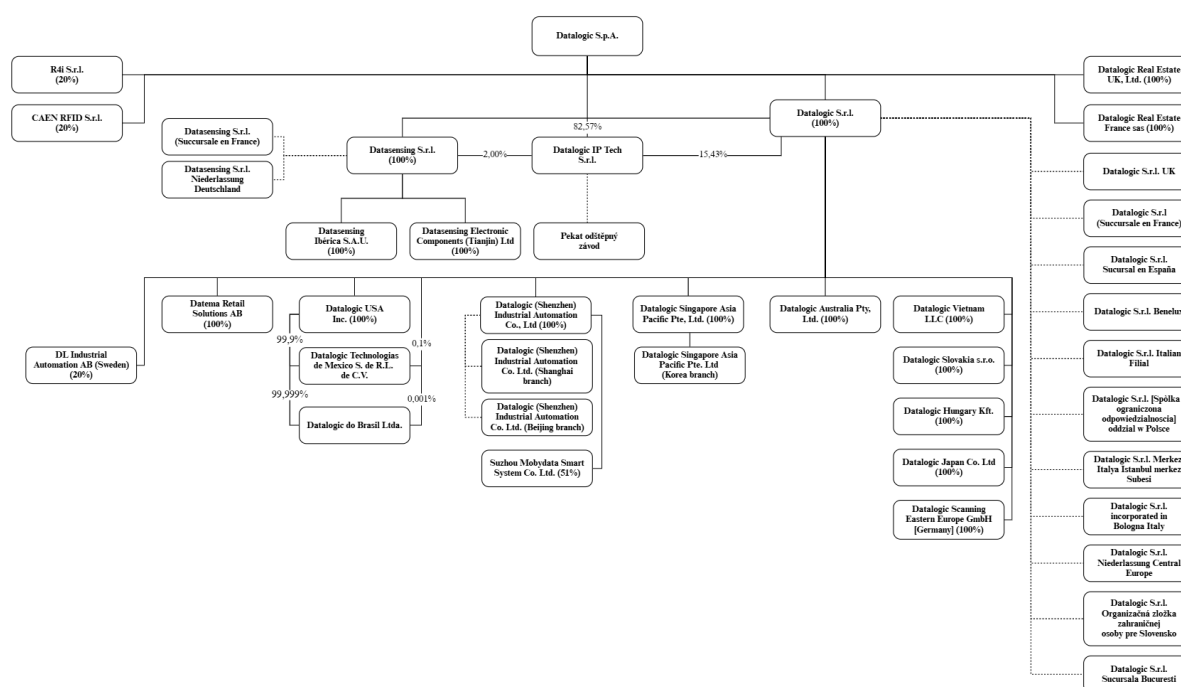 Datalogic S.p.A.
R4i S.r.l.
(20%)
CAEN RFID S.r.l.
(20%)
Datalogic Real Estate
UK, Ltd. (100%)
Datalogic Real Estate
France sas (100%)
Datalogic S.r.l.
(100%)
82,57%
Datasensing S.r.l.
(Succursale en France)
Datasensing S.r.l.
Niederlassung
Deutschland
Datasensing S.r.l.
(100%)
2,00%
Datalogic IP Tech
S.r.l.
15,43%
Datasensing
Ibérica S.A.U.
(100%)
Datasensing Electronic
Components (Tianjin) Ltd
(100%)
Pekat odštěpný
závod
DL Industrial
Automation AB (Sweden)
(20%)
Datema Retail
Solutions AB
(100%)
Datalogic USA
Inc. (100%)
99,9%
0,1%
Datalogic Technologias
de Mexico S. de R.L.
de C.V.
99,999%
0,001%
Datalogic do Brasil Ltda.
Datalogic (Shenzhen)
Industrial Automation
Co., Ltd (100%)
Datalogic (Shenzhen)
Industrial Automation
Co. Ltd. (Shanghai
branch)
Datalogic (Shenzhen)
Industrial Automation
Co. Ltd. (Beijing branch)
Suzhou Mobydata Smart
System Co. Ltd. (51%)
Datalogic Singapore Asia
Pacific Pte, Ltd. (100%)
Datalogic Singapore Asia
Pacific Pte. Ltd
(Korea branch)
Datalogic Australia Pty,
Ltd. (100%)
Datalogic Vietnam
LLC (100%)
Datalogic Slovakia s.r.o.
(100%)
Datalogic Hungary Kft.
(100%)
Datalogic Japan Co. Ltd
(100%)
Datalogic Scanning
Eastern Europe GmbH
[Germany] (100%)
Datalogic S.r.l. UK
Datalogic S.r.l
(Succursale en France)
Datalogic S.r.l.
Sucursal en España
Datalogic S.r.l. Benelux
Datalogic S.r.l. Italian
Filial
Datalogic S.r.l. [Spólka z
ograniczona
odpowiedzialnoscia]
oddzial w Polsce
Datalogic S.r.l. Merkezi
Italya Istanbul merkez
Subesi
Datalogic S.r.l.
incorporated in
Bologna Italy
Datalogic S.r.l.
Niederlassung Central
Europe
Datalogic S.r.l.
Organizačná zložka
zahraničnej
osoby pre Slovensko
Datalogic S.r.l.
Sucursala Bucuresti